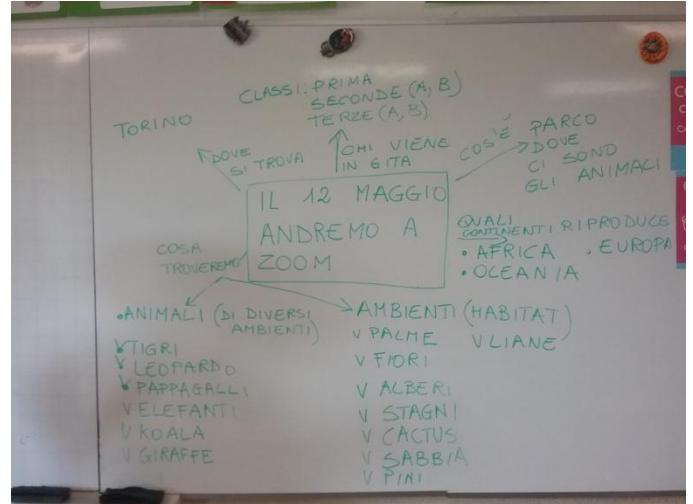 CLASSI: PRIMA
SECONDE (A, B)
TERZE (A, B)
TORINO
DOVE
SI TROVA
CHI VIENE
IN GITA
COS'È
PARCO
DOVE
CI SONO
GLI ANIMALI
IL 12 MAGGIO
ANDREMO A
ZOOM
QUALI
CONTINENTI RIPRODUCE
• AFRICA • EUROPA
• OCEANIA
COSA
TROVEREMO
• ANIMALI (DI DIVERSI
AMBIENTI)
V TIGRI
V LEOPARDO
V PAPPAGALLI
V ELEFANTI
V KOALA
V GIRAFFE
AMBIENTI (HABITAT)
V PALME V LIANE
V FIORI
V ALBERI
V STAGNI
V CACTUS
V SABBIA
V PINI